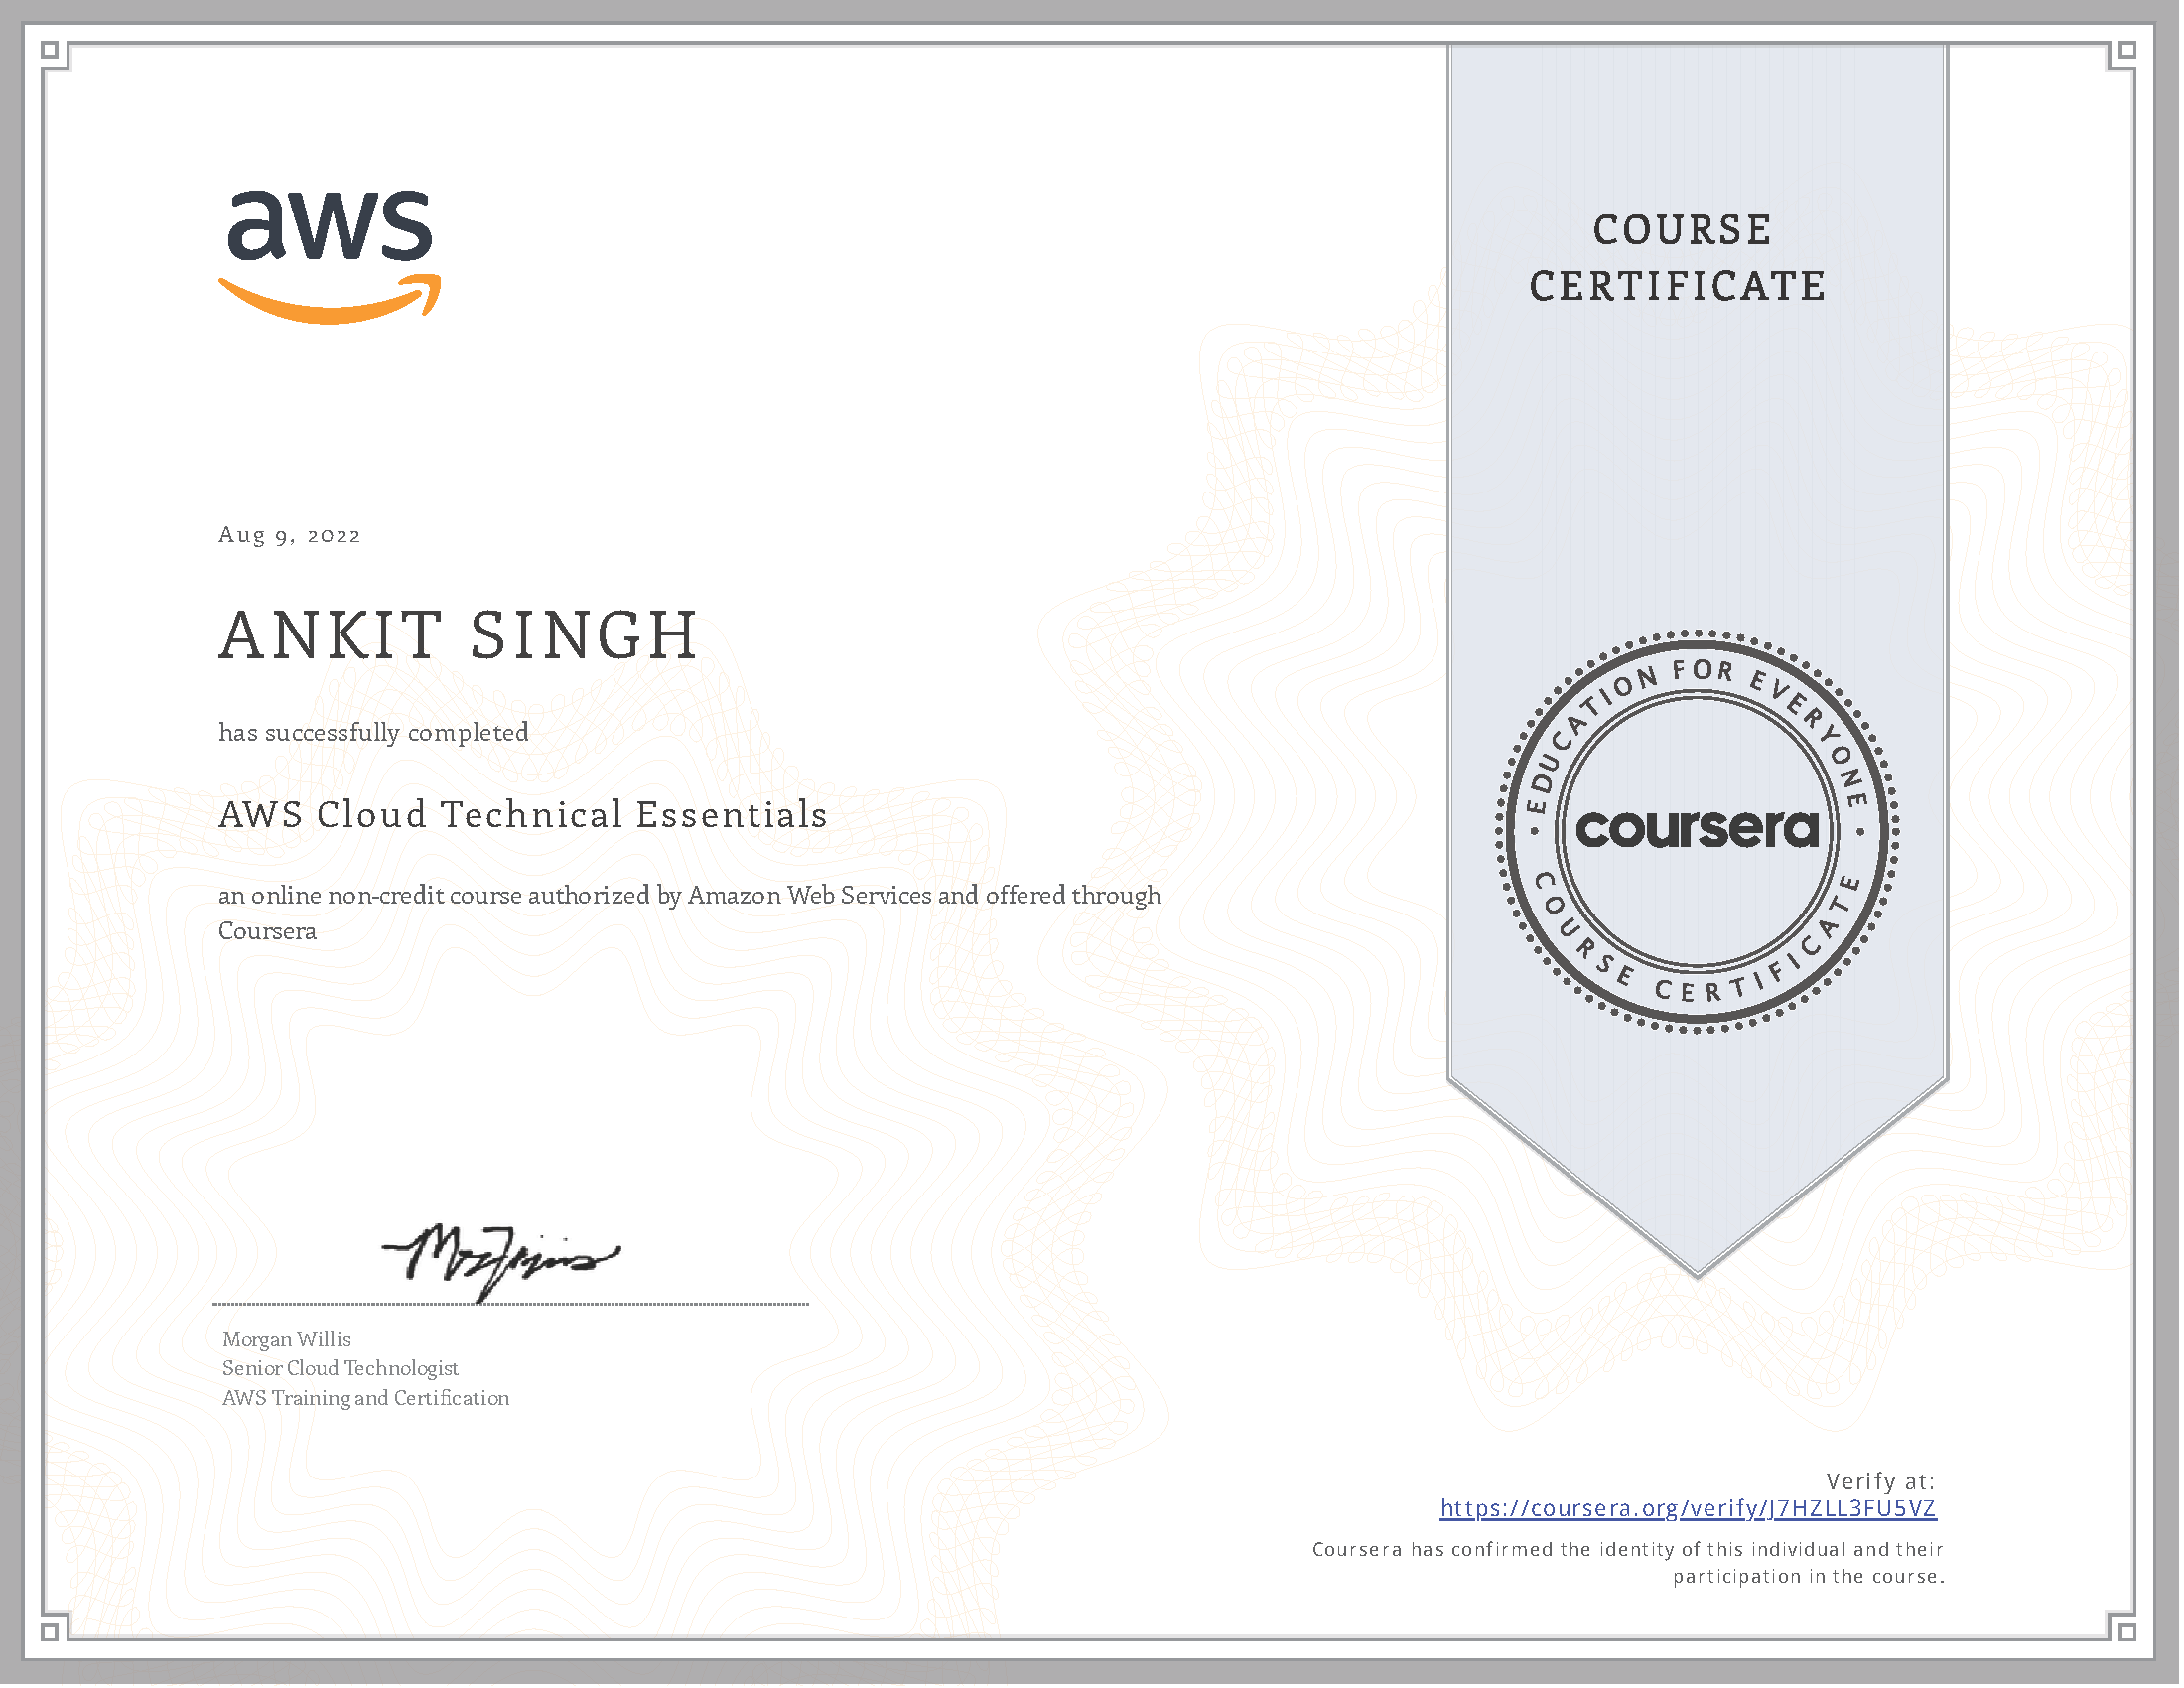 aws
COURSE
CERTIFICATE
Aug 9, 2022
ANKIT SINGH
has successfully completed
AWS Cloud Technical Essentials
an online non-credit course authorized by Amazon Web Services and offered through
Coursera
EDUCATION FOR EVERYONE
coursera
COURSE CERTIFICATE
Morgan Willis
Senior Cloud Technologist
AWS Training and Certification
Verify at:
https://coursera.org/verify/J7HZLL3FU5VZ
Coursera has confirmed the identity of this individual and their
participation in the course.